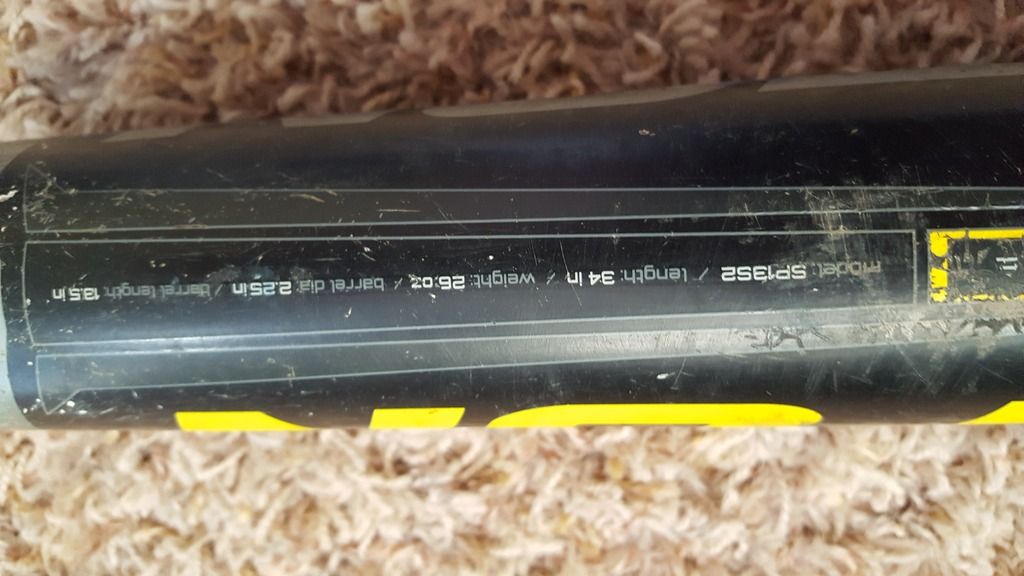 model: SP13S2 / length: 34 in / weight: 26 oz / barrel dia: 2.25 in / barrel length: 13.5 in